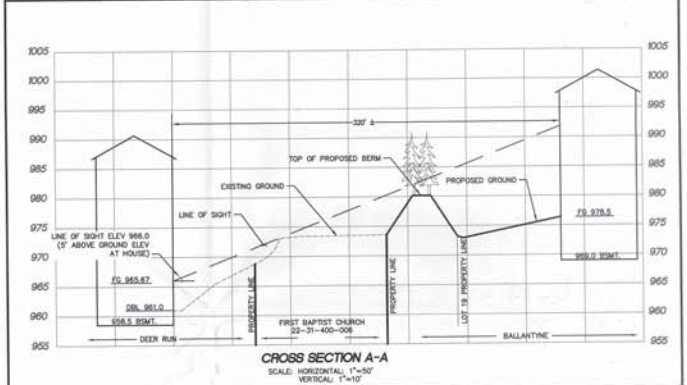 1005
1000
995
990
985
980
975
970
965
960
955
1005
1000
995
990
985
980
975
970
965
960
955
320' ±
TOP OF PROPOSED BERM
EXISTING GROUND
PROPOSED GROUND
LINE OF SIGHT
LINE OF SIGHT ELEV 966.0
(5' ABOVE GROUND ELEV
AT HOUSE)
FG 965.67
DBL 961.0
958.5 BSMT.
FG 976.5
969.0 BSMT.
PROPERTY LINE
PROPERTY LINE
LOT 19 PROPERTY LINE
DEER RUN
FIRST BAPTIST CHURCH
22-31-400-006
BALLANTYNE
CROSS SECTION A-A
SCALE: HORIZONTAL: 1"=50'
VERTICAL: 1"=10'